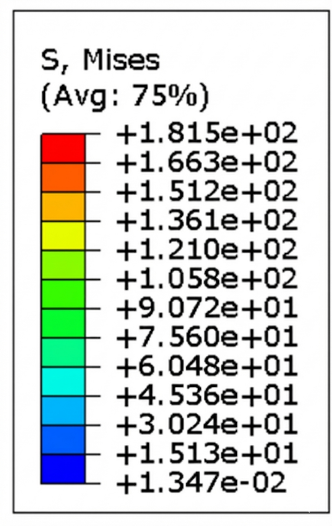 S, Mises
(Avg: 75%)
+1.815e+02
+1.663e+02
+1.512e+02
+1.361e+02
+1.210e+02
+1.058e+02
+9.072e+01
+7.560e+01
+6.048e+01
+4.536e+01
+3.024e+01
+1.513e+01
+1.347e-02